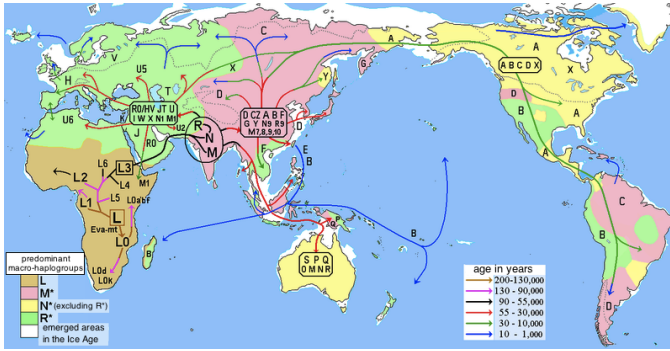 C
A
V
A
H
U5
X
G
A B C D X
X
T
Y
D
A
R0/HV JT U
I W X N1 M1
D CZ A B F
G Y N9 R9
M7,8,9,10
D
D
K
U2
R
U6
J
R0
N
B
F
E
M
B
A
L6
L3
L2
L4
M1
L5
L1
L0abf
C
L
P
Q
Eva-mt
B
L0
B
B
S P Q
O M N R
predominant
macro-haplogroups
L0d
L0k
age in years
L
200-130,000
D
M*
130 - 90,000
N* (excluding R*)
90 - 55,000
R*
55 - 30,000
emerged areas
in the Ice Age
30 - 10,000
10 - 1,000